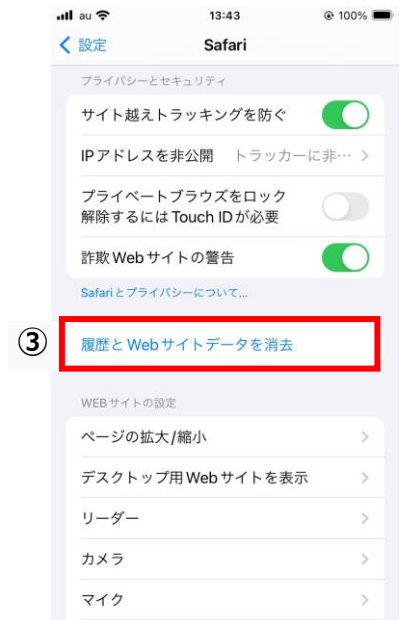 au 13:43 100%
設定 Safari
プライバシーとセキュリティ
サイト越えトラッキングを防ぐ
IPアドレスを非公開 トラッカーに非…
プライベートブラウズをロック
解除するには Touch IDが必要
詐欺Webサイトの警告
Safariとプライバシーについて...
③ 履歴とWebサイトデータを消去
WEBサイトの設定
ページの拡大/縮小
デスクトップ用Webサイトを表示
リーダー
カメラ
マイク